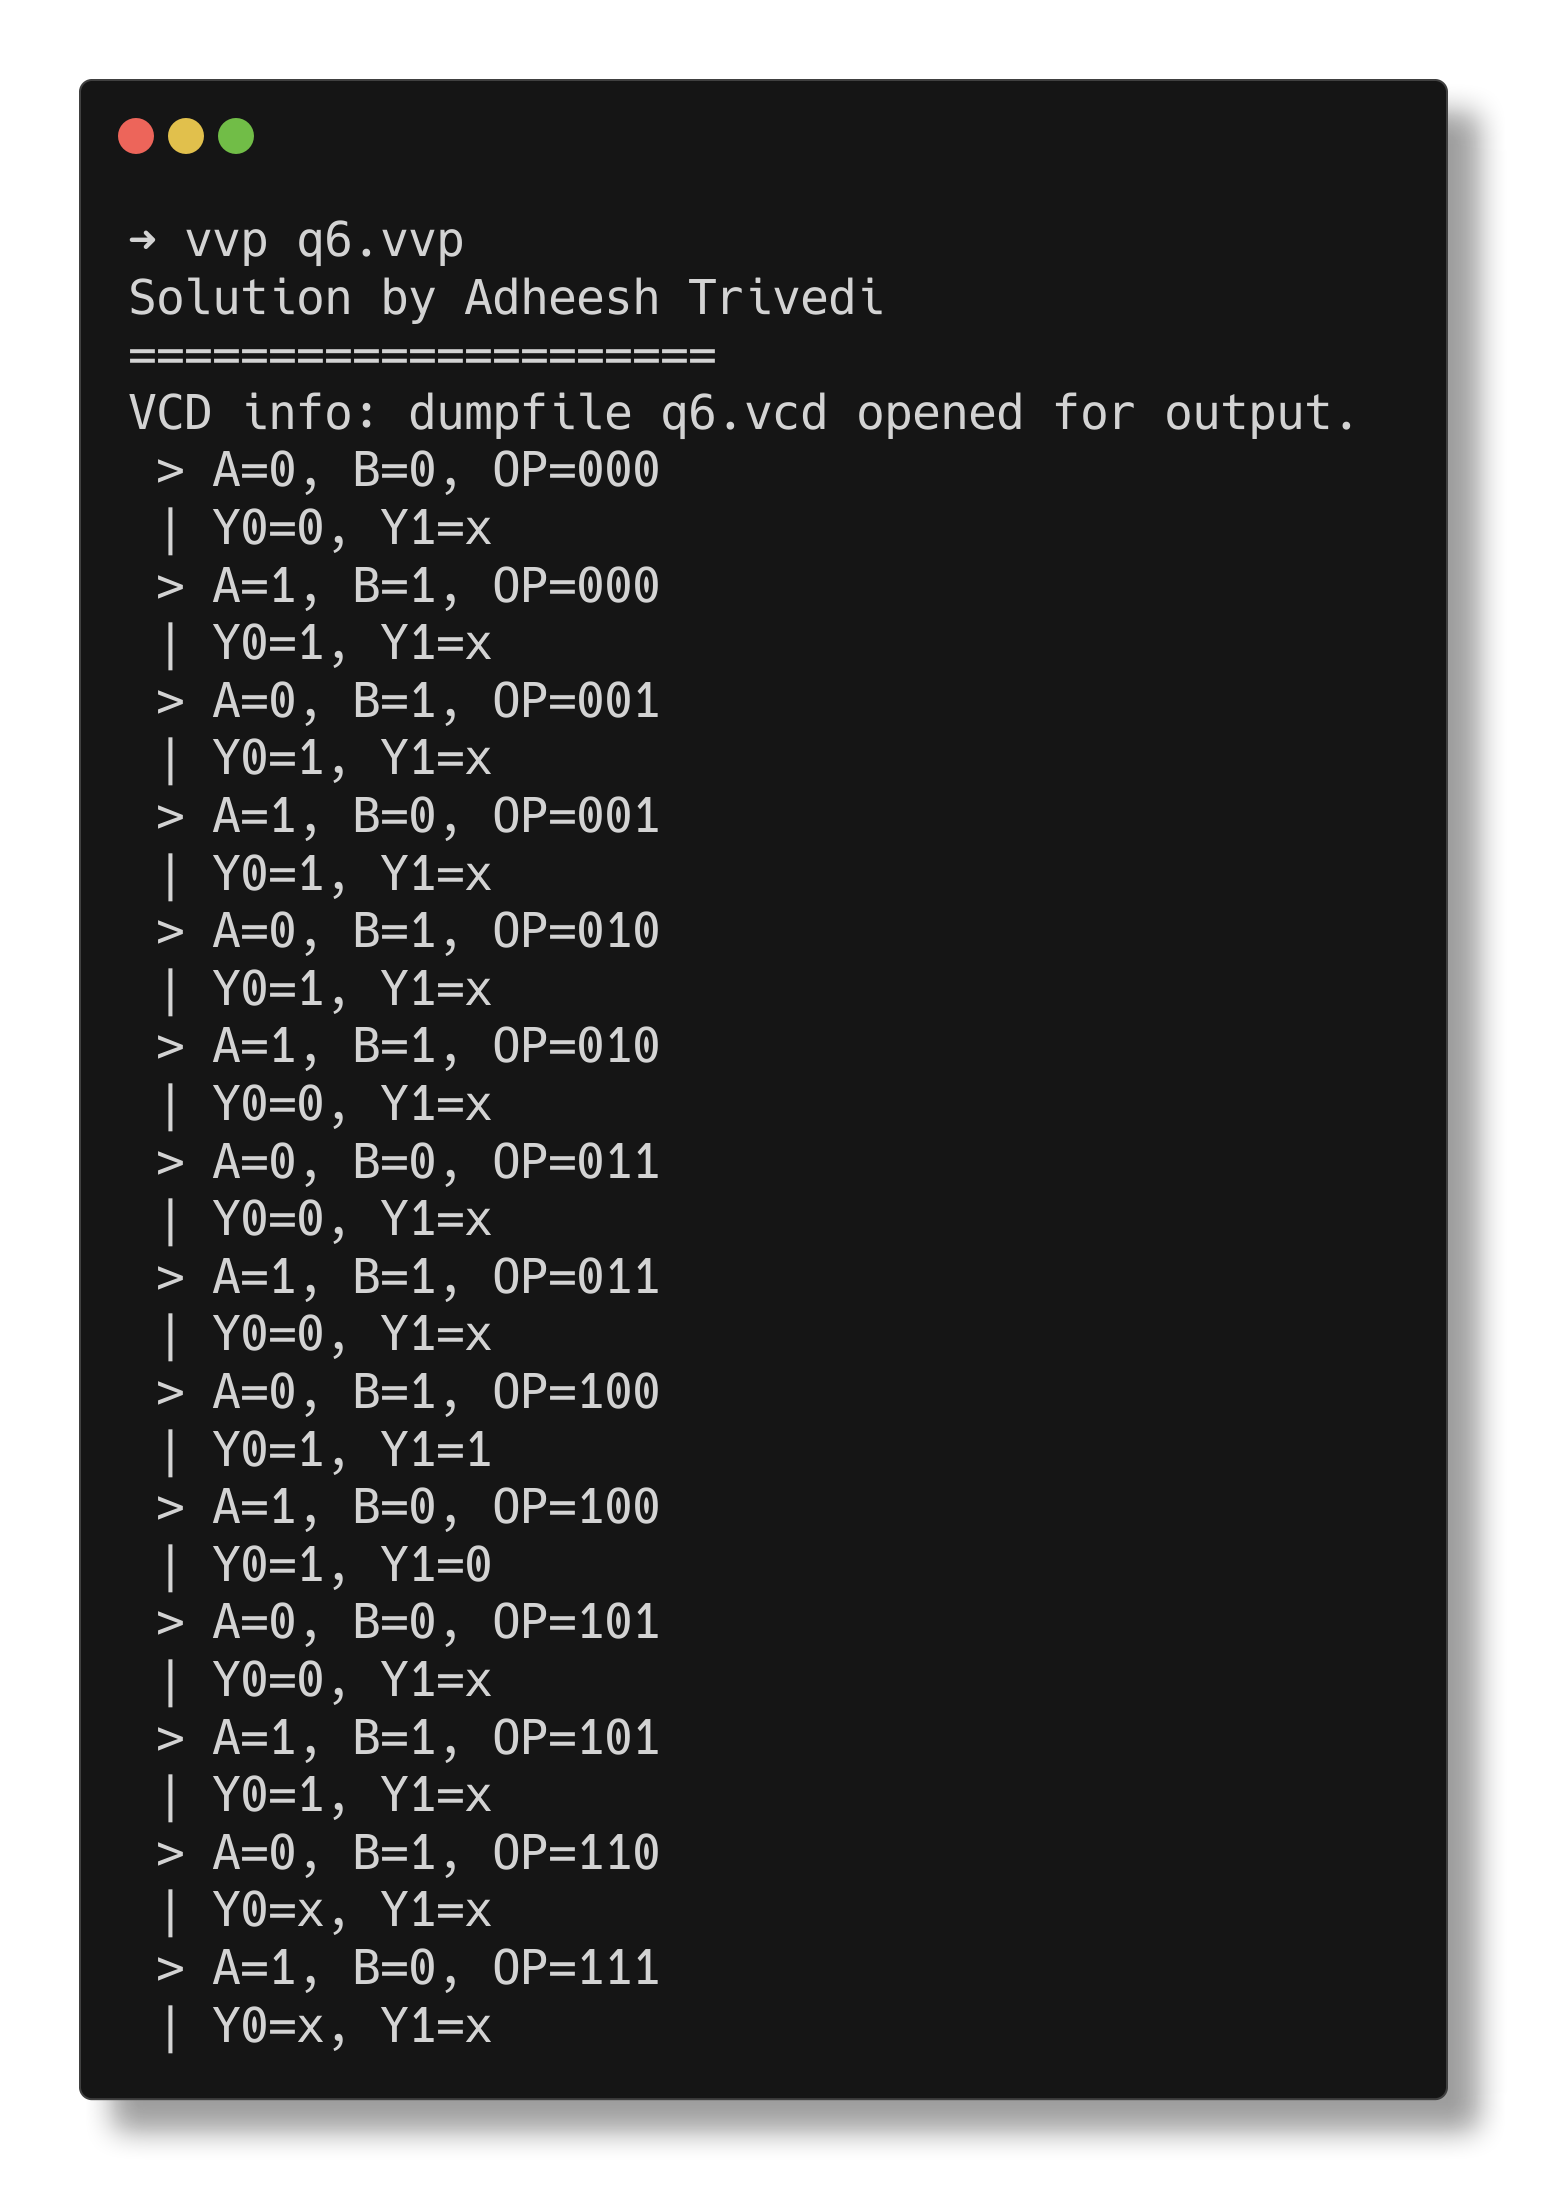 ➜ vvp q6.vvp
Solution by Adheesh Trivedi
=====================
VCD info: dumpfile q6.vcd opened for output.
 > A=0, B=0, OP=000
 | Y0=0, Y1=x
 > A=1, B=1, OP=000
 | Y0=1, Y1=x
 > A=0, B=1, OP=001
 | Y0=1, Y1=x
 > A=1, B=0, OP=001
 | Y0=1, Y1=x
 > A=0, B=1, OP=010
 | Y0=1, Y1=x
 > A=1, B=1, OP=010
 | Y0=0, Y1=x
 > A=0, B=0, OP=011
 | Y0=0, Y1=x
 > A=1, B=1, OP=011
 | Y0=0, Y1=x
 > A=0, B=1, OP=100
 | Y0=1, Y1=1
 > A=1, B=0, OP=100
 | Y0=1, Y1=0
 > A=0, B=0, OP=101
 | Y0=0, Y1=x
 > A=1, B=1, OP=101
 | Y0=1, Y1=x
 > A=0, B=1, OP=110
 | Y0=x, Y1=x
 > A=1, B=0, OP=111
 | Y0=x, Y1=x